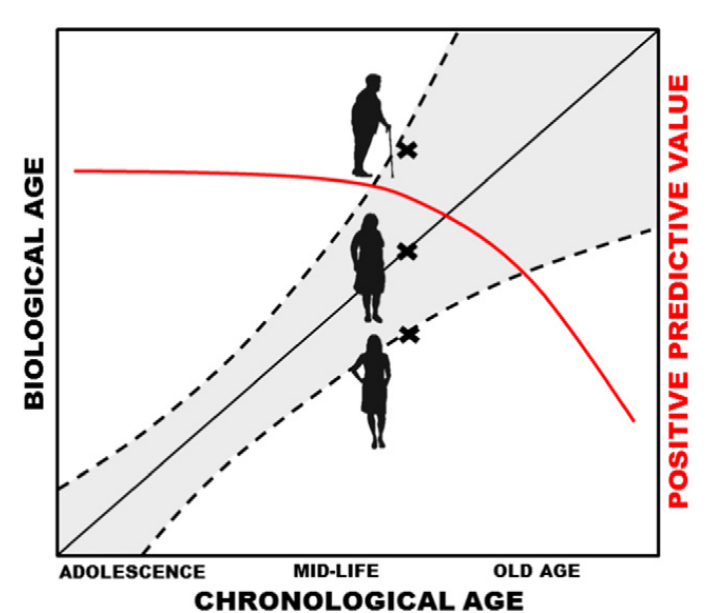 BIOLOGICAL AGE
POSITIVE PREDICTIVE VALUE
ADOLESCENCE MID-LIFE OLD AGE
CHRONOLOGICAL AGE